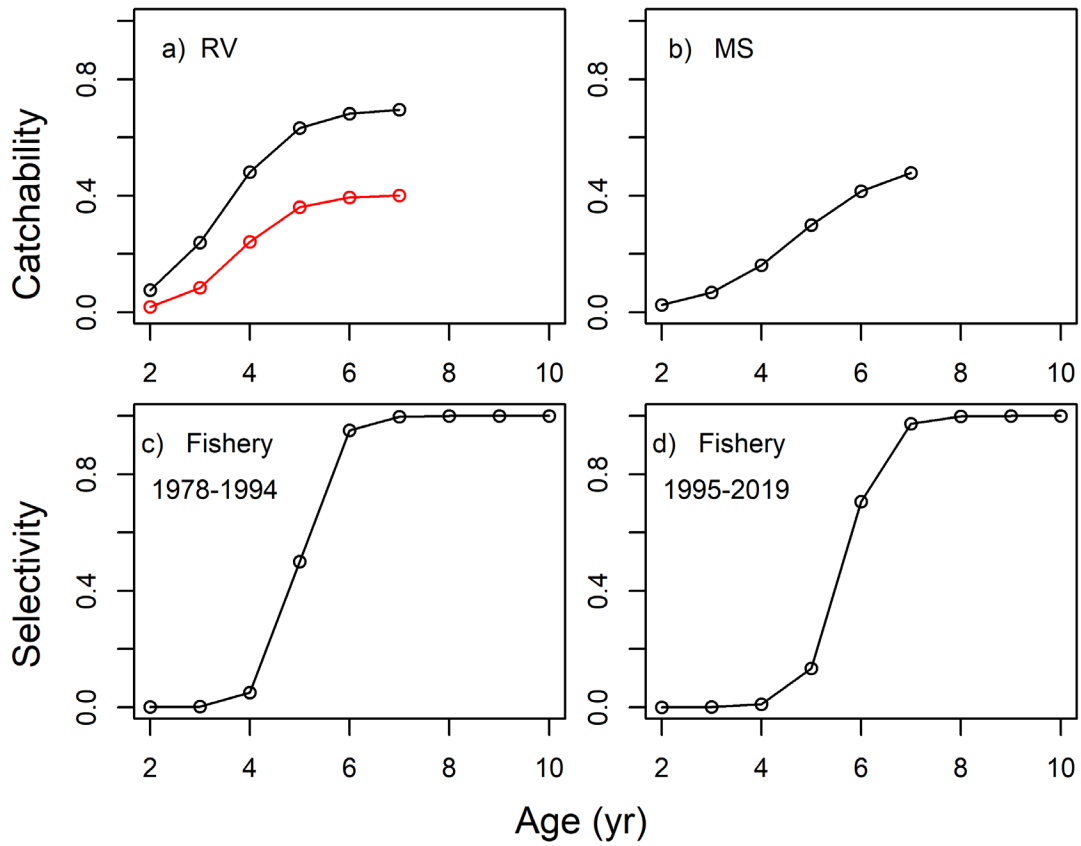 a) RV
b) MS
Catchability
0.0 0.4 0.8
0.0 0.4 0.8
2 4 6 8 10
2 4 6 8 10
c) Fishery
1978-1994
d) Fishery
1995-2019
Selectivity
0.0 0.4 0.8
0.0 0.4 0.8
2 4 6 8 10
2 4 6 8 10
Age (yr)